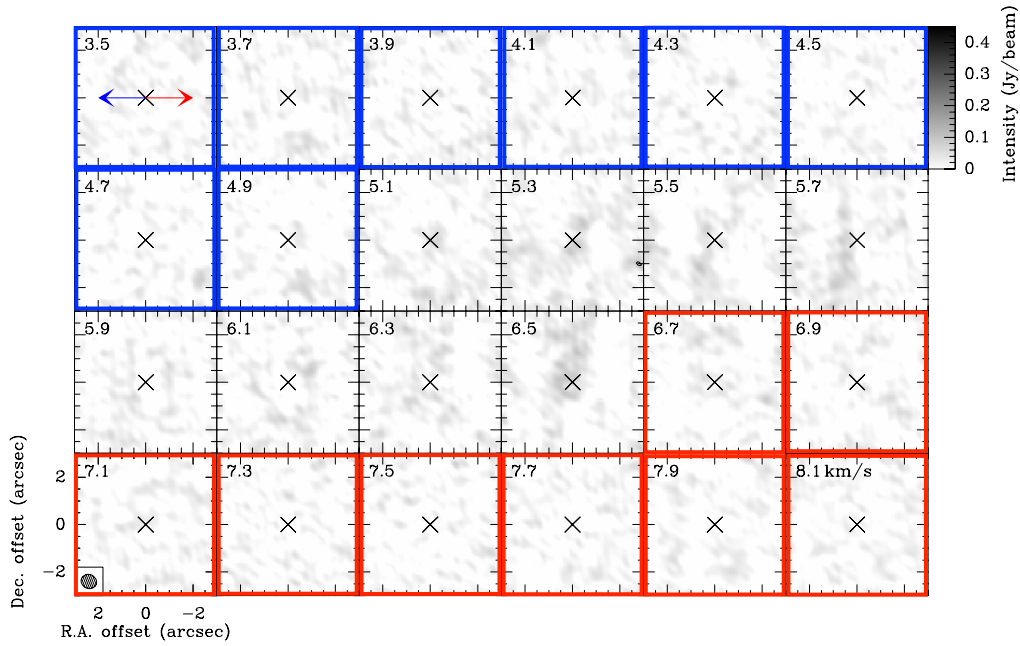 3.5 3.7 3.9 4.1 4.3 4.5
0.4
0.3
0.2
0.1
0
Intensity (Jy/beam)
4.7 4.9 5.1 5.3 5.5 5.7
5.9 6.1 6.3 6.5 6.7 6.9
7.1 7.3 7.5 7.7 7.9 8.1 km/s
2
0
−2
Dec. offset (arcsec)
2 0 −2
R.A. offset (arcsec)